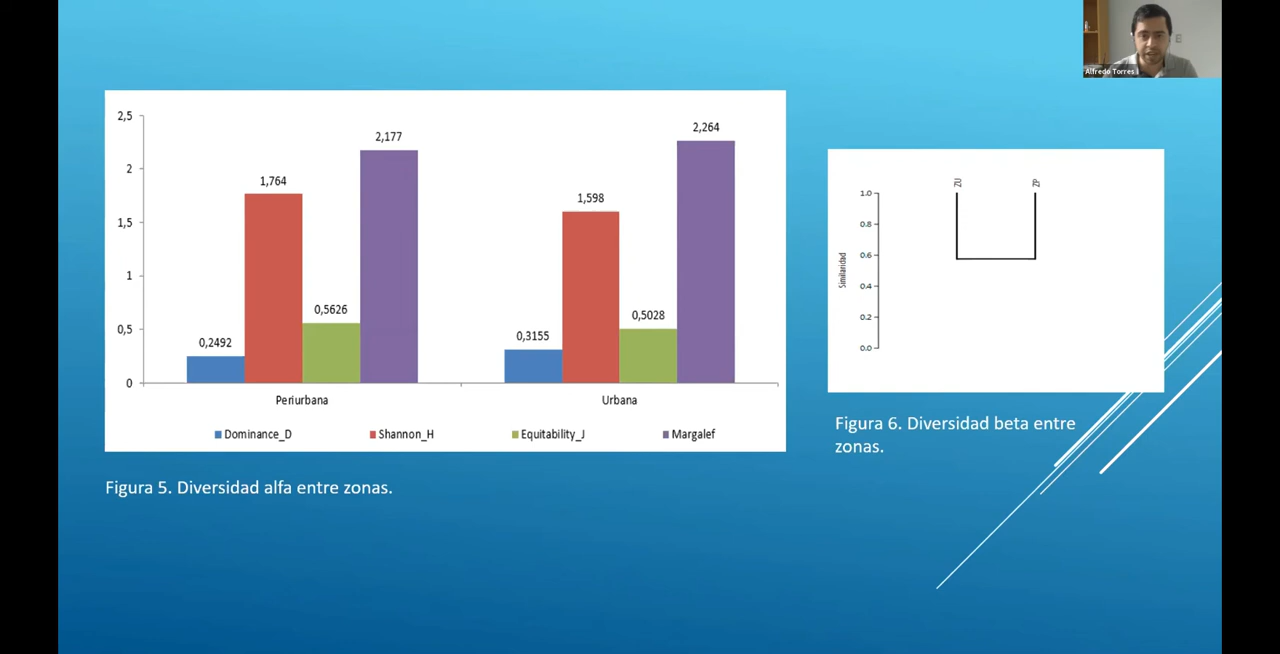 Alfredo Torres
2,5
2
1,5
1
0,5
0
0,2492
1,764
0,5626
2,177
0,3155
1,598
0,5028
2,264
Periurbana
Urbana
Dominance_D
Shannon_H
Equitability_J
Margalef
Figura 5. Diversidad alfa entre zonas.
ZU
ZP
1.0
0.8
0.6
0.4
0.2
0.0
Similaridad
Figura 6. Diversidad beta entre
zonas.